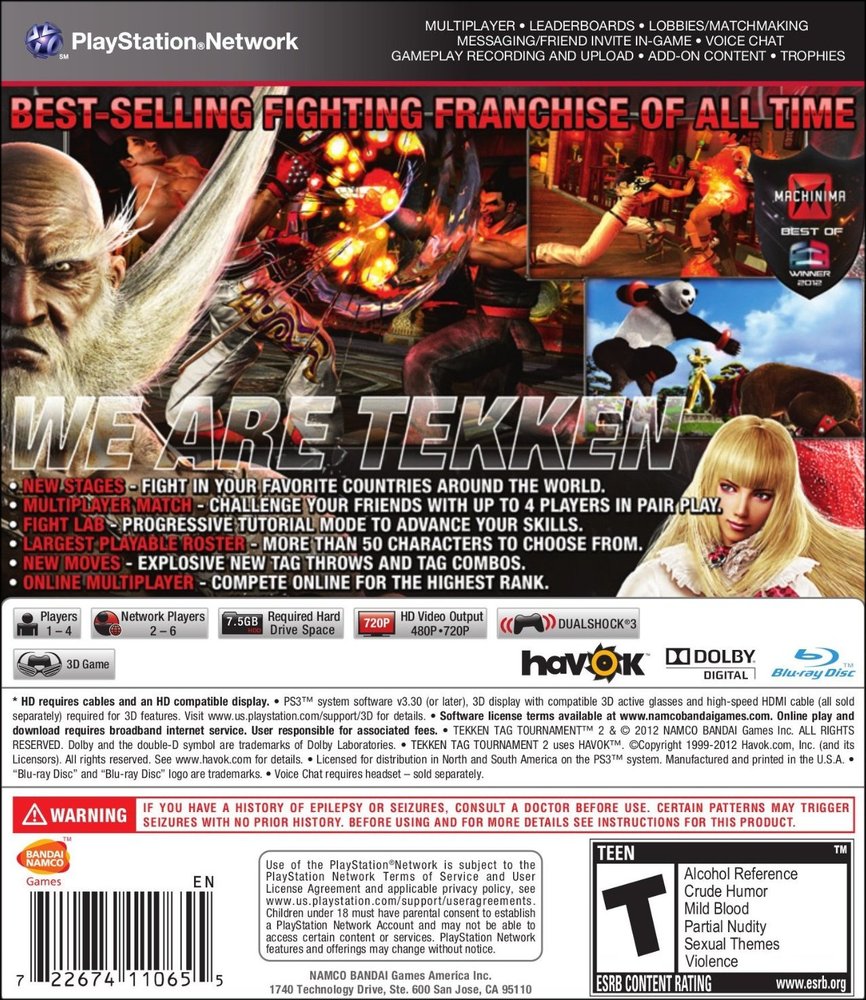 PlayStation®Network
SM
MULTIPLAYER • LEADERBOARDS • LOBBIES/MATCHMAKING
MESSAGING/FRIEND INVITE IN-GAME • VOICE CHAT
GAMEPLAY RECORDING AND UPLOAD • ADD-ON CONTENT • TROPHIES
BEST-SELLING FIGHTING FRANCHISE OF ALL TIME
MACHINIMA
BEST OF
E3
WINNER
2012
WE ARE TEKKEN
• NEW STAGES - FIGHT IN YOUR FAVORITE COUNTRIES AROUND THE WORLD.
• MULTIPLAYER MATCH - CHALLENGE YOUR FRIENDS WITH UP TO 4 PLAYERS IN PAIR PLAY.
• FIGHT LAB - PROGRESSIVE TUTORIAL MODE TO ADVANCE YOUR SKILLS.
• LARGEST PLAYABLE ROSTER - MORE THAN 50 CHARACTERS TO CHOOSE FROM.
• NEW MOVES - EXPLOSIVE NEW TAG THROWS AND TAG COMBOS.
• ONLINE MULTIPLAYER - COMPETE ONLINE FOR THE HIGHEST RANK.
Players
1 – 4
Network Players
2 – 6
7.5GB
HDD
Required Hard
Drive Space
720P
HD Video Output
480P•720P
DUALSHOCK®3
3D Game
havok™
DOLBY
DIGITAL
Blu-ray Disc
* HD requires cables and an HD compatible display. • PS3™ system software v3.30 (or later), 3D display with compatible 3D active glasses and high-speed HDMI cable (all sold
separately) required for 3D features. Visit www.us.playstation.com/support/3D for details. • Software license terms available at www.namcobandaigames.com. Online play and
download requires broadband internet service. User responsible for associated fees. • TEKKEN TAG TOURNAMENT™ 2 & © 2012 NAMCO BANDAI Games Inc. ALL RIGHTS
RESERVED. Dolby and the double-D symbol are trademarks of Dolby Laboratories. • TEKKEN TAG TOURNAMENT 2 uses HAVOK™. ©Copyright 1999-2012 Havok.com, Inc. (and its
Licensors). All rights reserved. See www.havok.com for details. • Licensed for distribution in North and South America on the PS3™ system. Manufactured and printed in the U.S.A. •
“Blu-ray Disc” and “Blu-ray Disc” logo are trademarks. • Voice Chat requires headset – sold separately.
WARNING
IF YOU HAVE A HISTORY OF EPILEPSY OR SEIZURES, CONSULT A DOCTOR BEFORE USE. CERTAIN PATTERNS MAY TRIGGER
SEIZURES WITH NO PRIOR HISTORY. BEFORE USING AND FOR MORE DETAILS SEE INSTRUCTIONS FOR THIS PRODUCT.
BANDAI
NAMCO
TM
Games
EN
7 22674 11065 5
Use of the PlayStation®Network is subject to the
PlayStation Network Terms of Service and User
License Agreement and applicable privacy policy, see
www.us.playstation.com/support/useragreements.
Children under 18 must have parental consent to establish
a PlayStation Network Account and may not be able to
access certain content or services. PlayStation Network
features and offerings may change without notice.
NAMCO BANDAI Games America Inc.
1740 Technology Drive, Ste. 600 San Jose, CA 95110
TEEN
TM
T
Alcohol Reference
Crude Humor
Mild Blood
Partial Nudity
Sexual Themes
Violence
ESRB CONTENT RATING
www.esrb.org